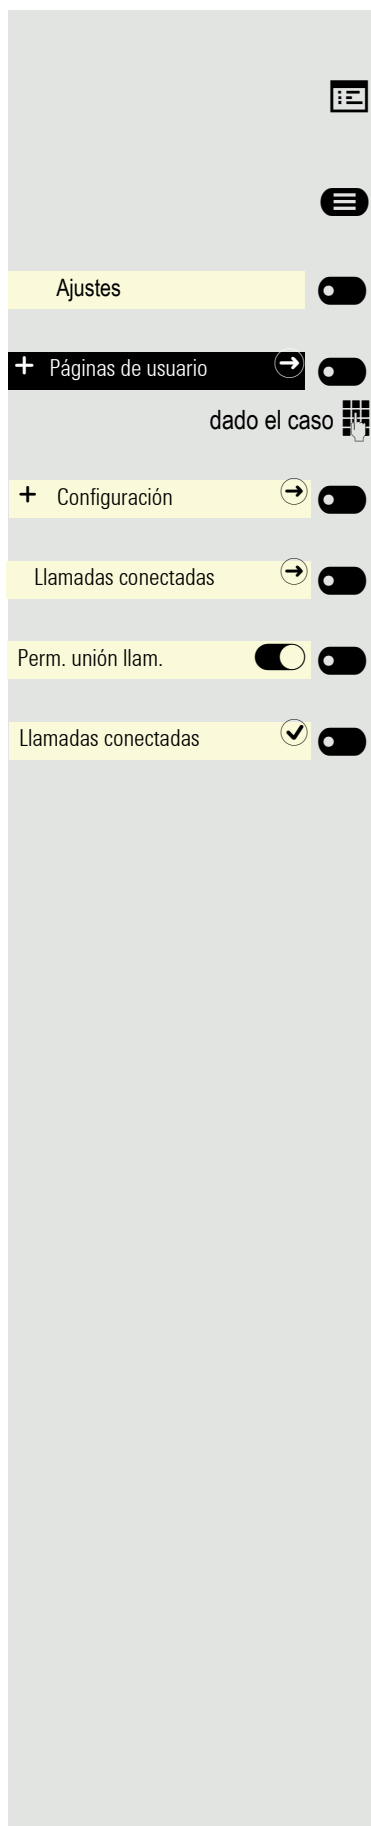 Ajustes
+ Páginas de usuario
dado el caso
+ Configuración
Llamadas conectadas
Perm. unión llam.
Llamadas conectadas